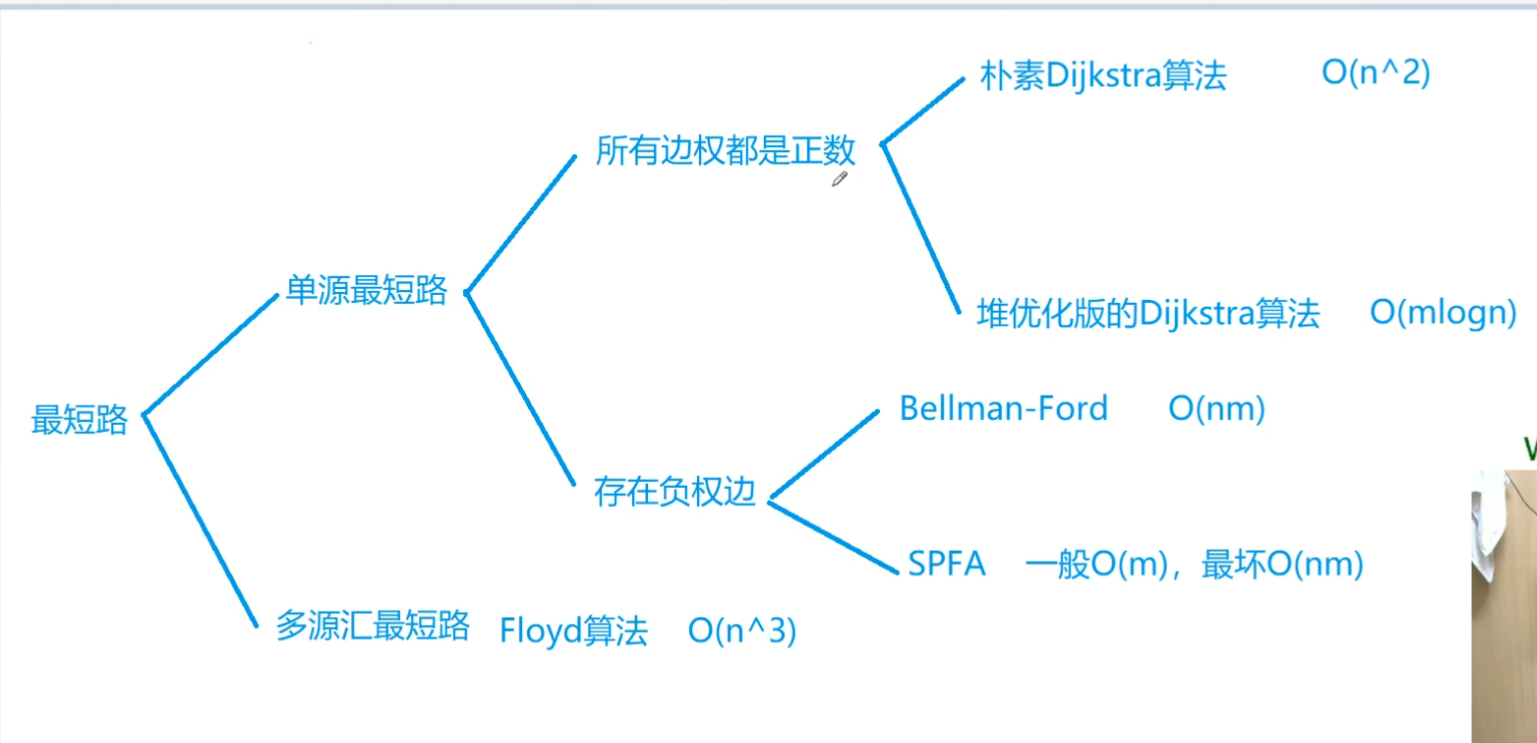 朴素Dijkstra算法 O(n^2)
所有边权都是正数
单源最短路
堆优化版的Dijkstra算法 O(mlogn)
最短路
Bellman-Ford O(nm)
存在负权边
SPFA 一般O(m)，最坏O(nm)
多源汇最短路 Floyd算法 O(n^3)